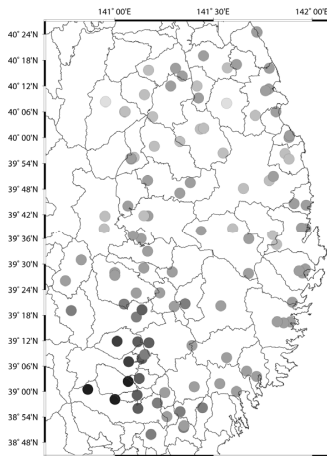 141˚ 00'E 141˚ 30'E 142˚ 00'E
40˚ 24'N
40˚ 18'N
40˚ 12'N
40˚ 06'N
40˚ 00'N
39˚ 54'N
39˚ 48'N
39˚ 42'N
39˚ 36'N
39˚ 30'N
39˚ 24'N
39˚ 18'N
39˚ 12'N
39˚ 06'N
39˚ 00'N
38˚ 54'N
38˚ 48'N